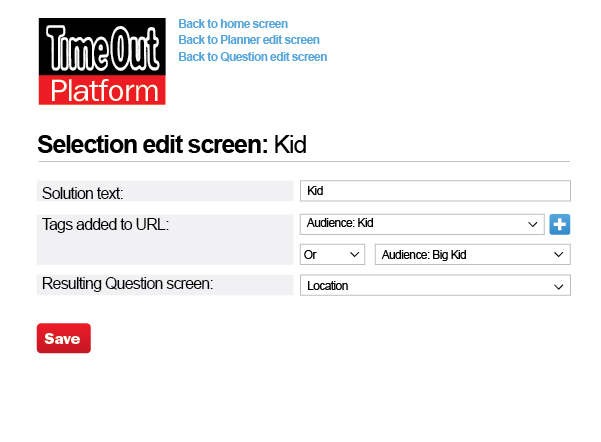 Time Out
Platform
Back to home screen
Back to Planner edit screen
Back to Question edit screen
Selection edit screen: Kid
Solution text:
Kid
Tags added to URL:
Audience: Kid
Or
Audience: Big Kid
Resulting Question screen:
Location
Save